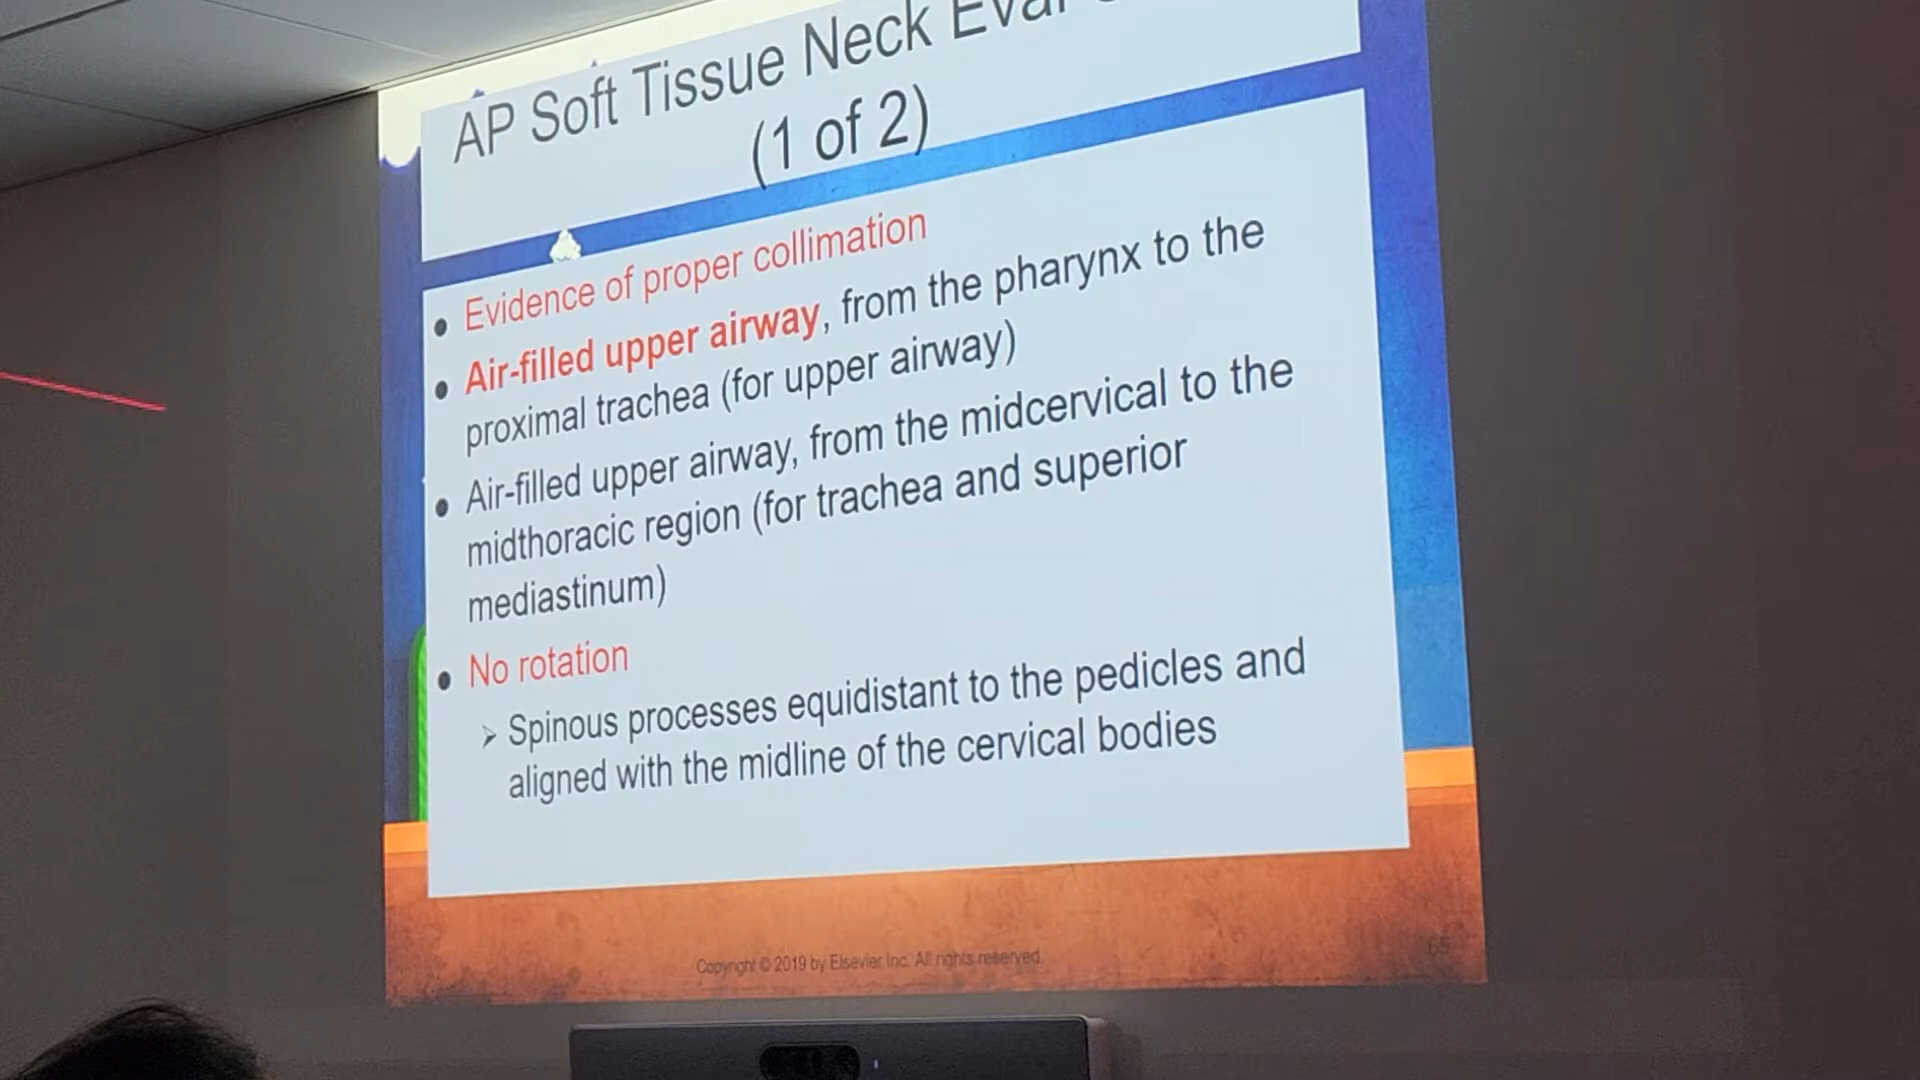 AP Soft Tissue Neck Eval
(1 of 2)
• Evidence of proper collimation
• Air-filled upper airway, from the pharynx to the
proximal trachea (for upper airway)
• Air-filled upper airway, from the midcervical to the
midthoracic region (for trachea and superior
mediastinum)
• No rotation
➢ Spinous processes equidistant to the pedicles and
aligned with the midline of the cervical bodies
Copyright © 2019 by Elsevier Inc. All rights reserved.
65